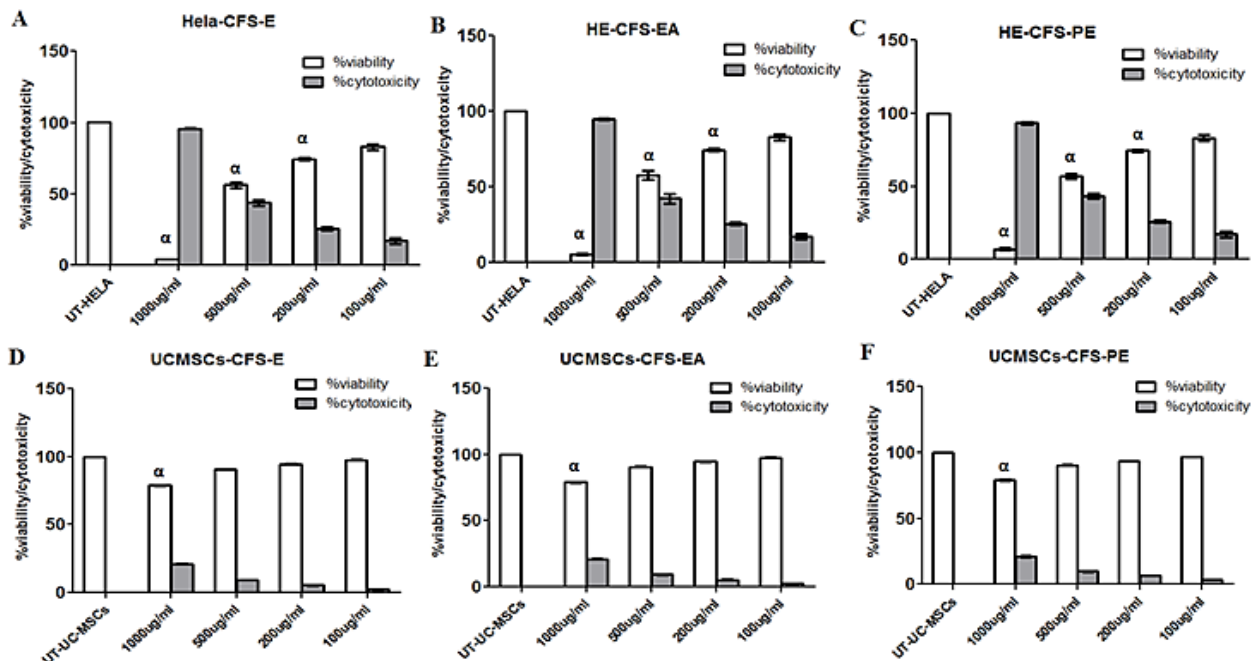 A
Hela-CFS-E
%viability
%cytotoxicity
%viability/cytotoxicity
150
100
50
0
α
α
α
UT-HELA
1000ug/ml
500ug/ml
200ug/ml
100ug/ml
B
HE-CFS-EA
%viability
%cytotoxicity
%viability/cytotoxicity
150
100
50
0
α
α
α
UT-HELA
1000ug/ml
500ug/ml
200ug/ml
100ug/ml
C
HE-CFS-PE
%viability
%cytotoxicity
%viability/cytotoxicity
150
100
50
0
α
α
α
UT-HELA
1000ug/ml
500ug/ml
200ug/ml
100ug/ml
D
UCMSCs-CFS-E
%viability
%cytotoxicity
%viability/cytotoxicity
150
100
50
0
α
UT-UC-MSCs
1000ug/ml
500ug/ml
200ug/ml
100ug/ml
E
UCMSCs-CFS-EA
%viability
%cytotoxicity
%viability/cytotoxicity
150
100
50
0
α
UT-UC-MSCs
1000ug/ml
500ug/ml
200ug/ml
100ug/ml
F
UCMSCs-CFS-PE
%viability
%cytotoxicity
%viability/cytotoxicity
150
100
50
0
α
UT-UC-MSCs
1000ug/ml
500ug/ml
200ug/ml
100ug/ml